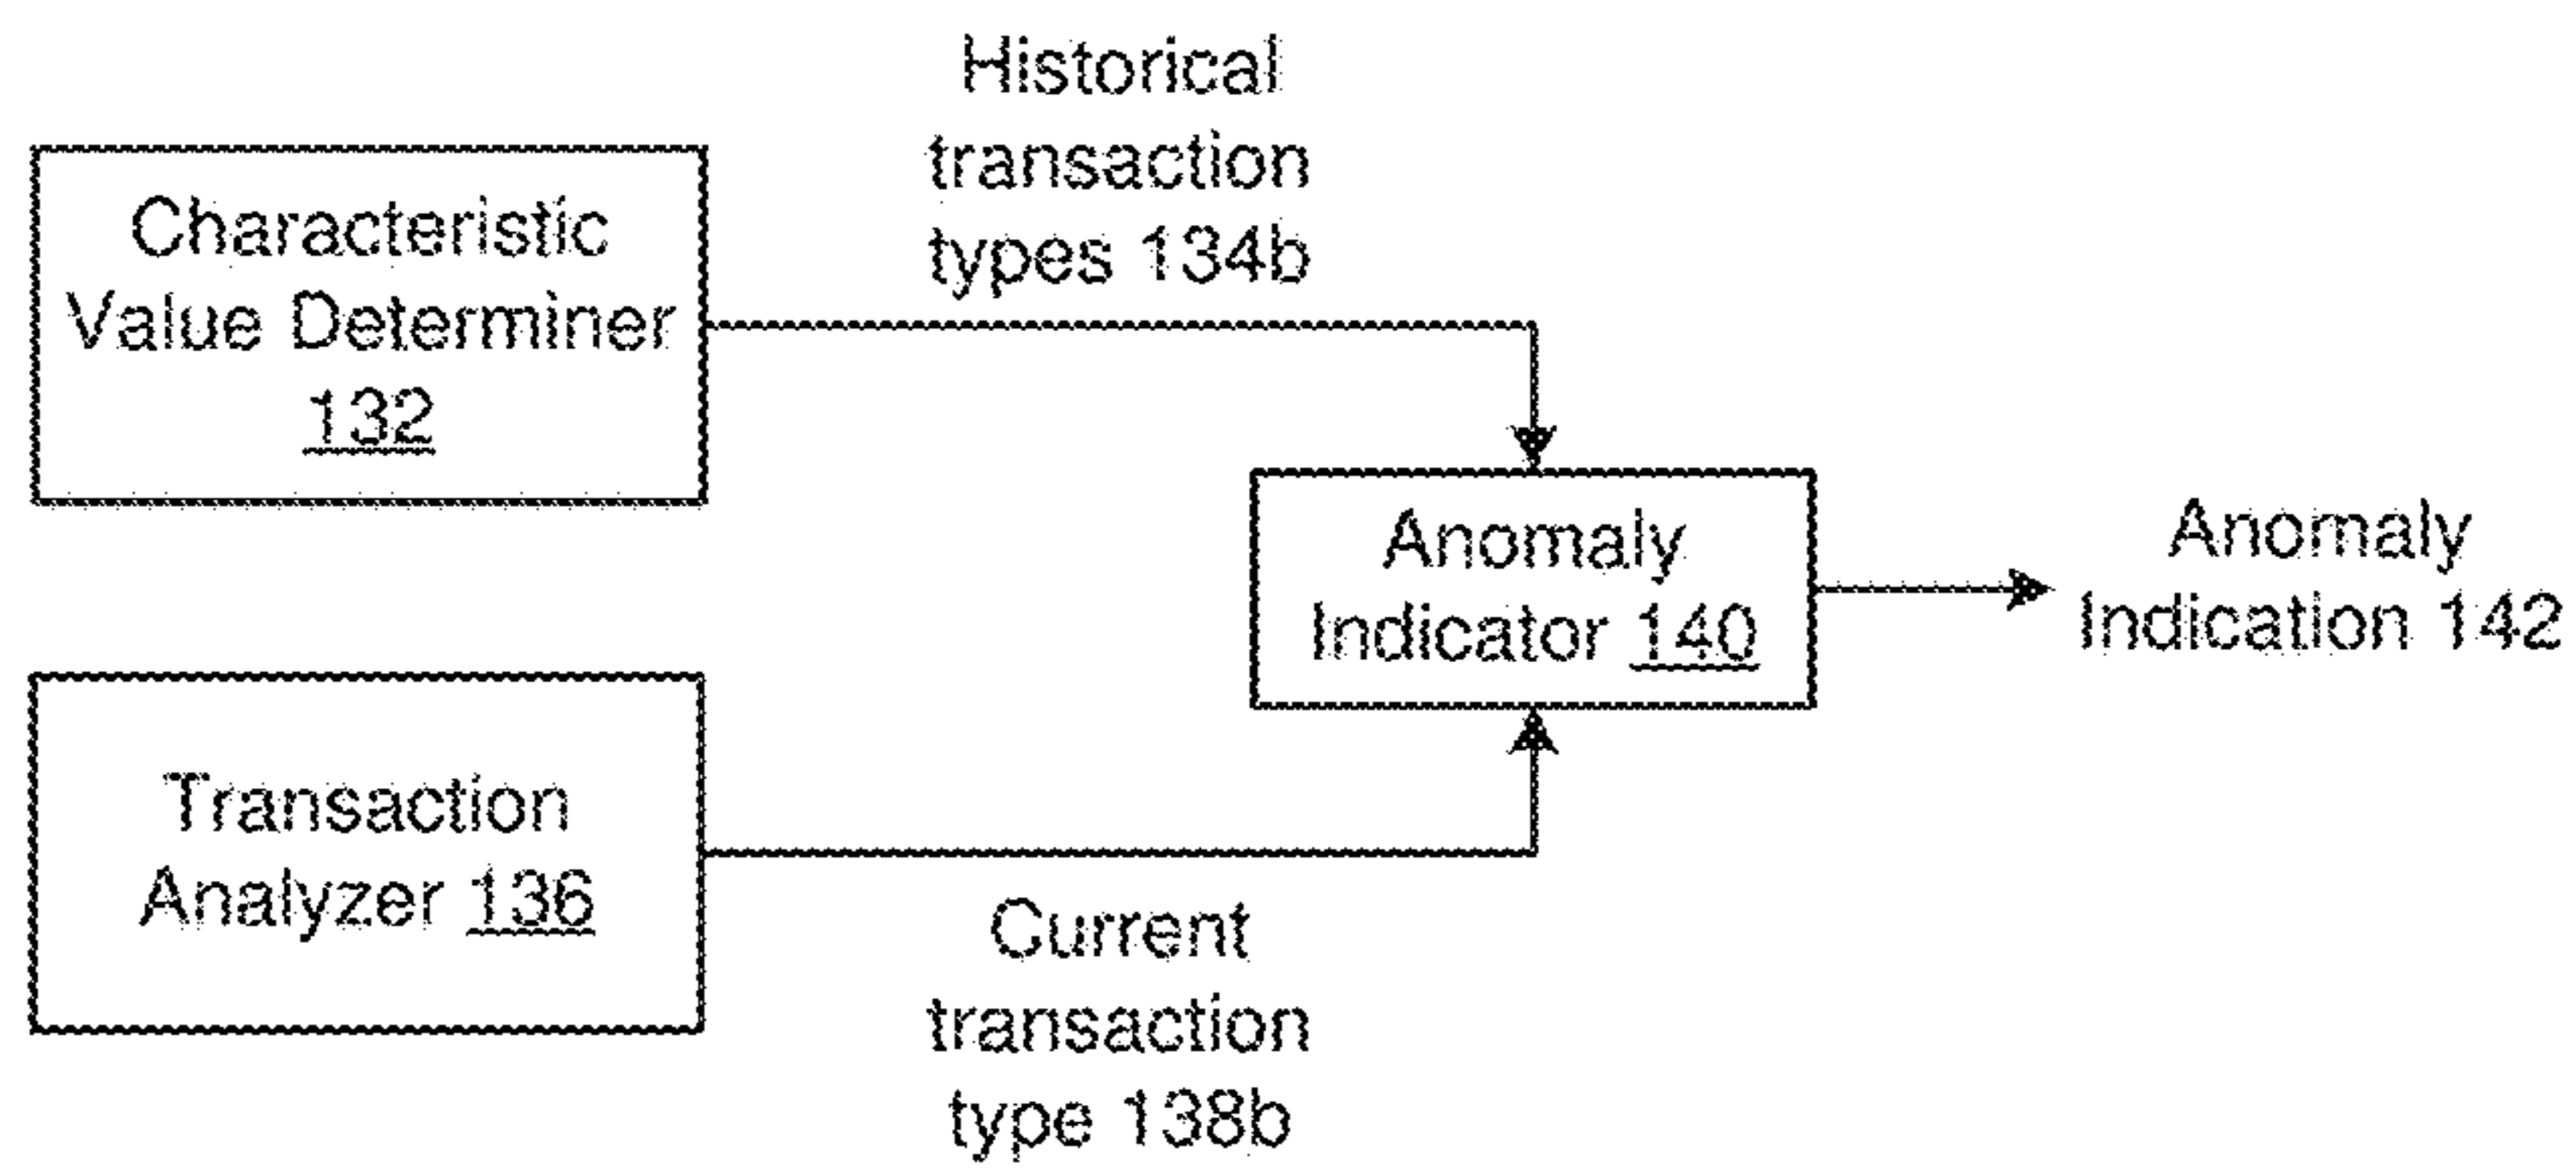 Historical
transaction
types 134b
Characteristic
Value Determiner
132
Anomaly
Indicator 140
Anomaly
Indication 142
Transaction
Analyzer 136
Current
transaction
type 138b